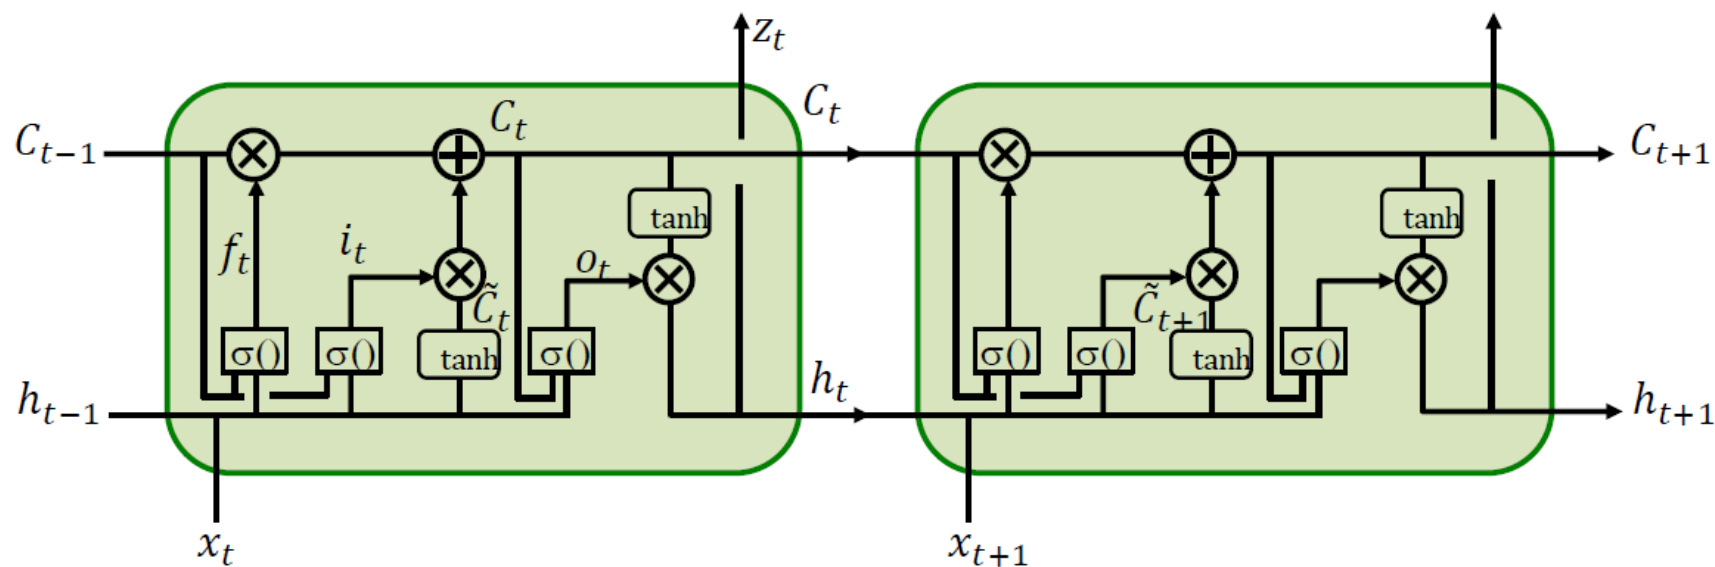 z_t
C_t C_t
C_{t-1} C_{t+1}
tanh tanh
f_t i_t o_t
C̃_t C̃_{t+1}
σ() σ() tanh σ() σ() σ() tanh σ()
h_{t-1} h_t h_{t+1}
x_t x_{t+1}